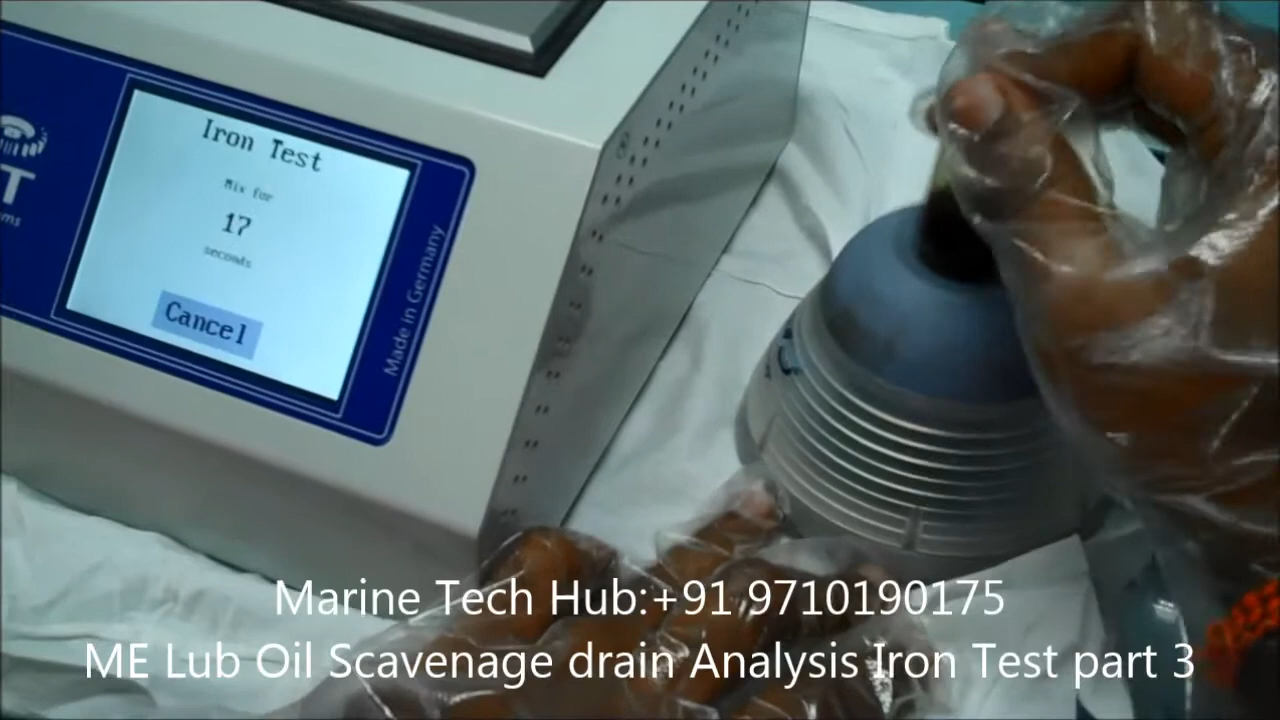 Iron Test
Mix for
17
seconds
Cancel
T
Made in Germany
Marine Tech Hub:+91 9710190175
ME Lub Oil Scavenage drain Analysis Iron Test part 3